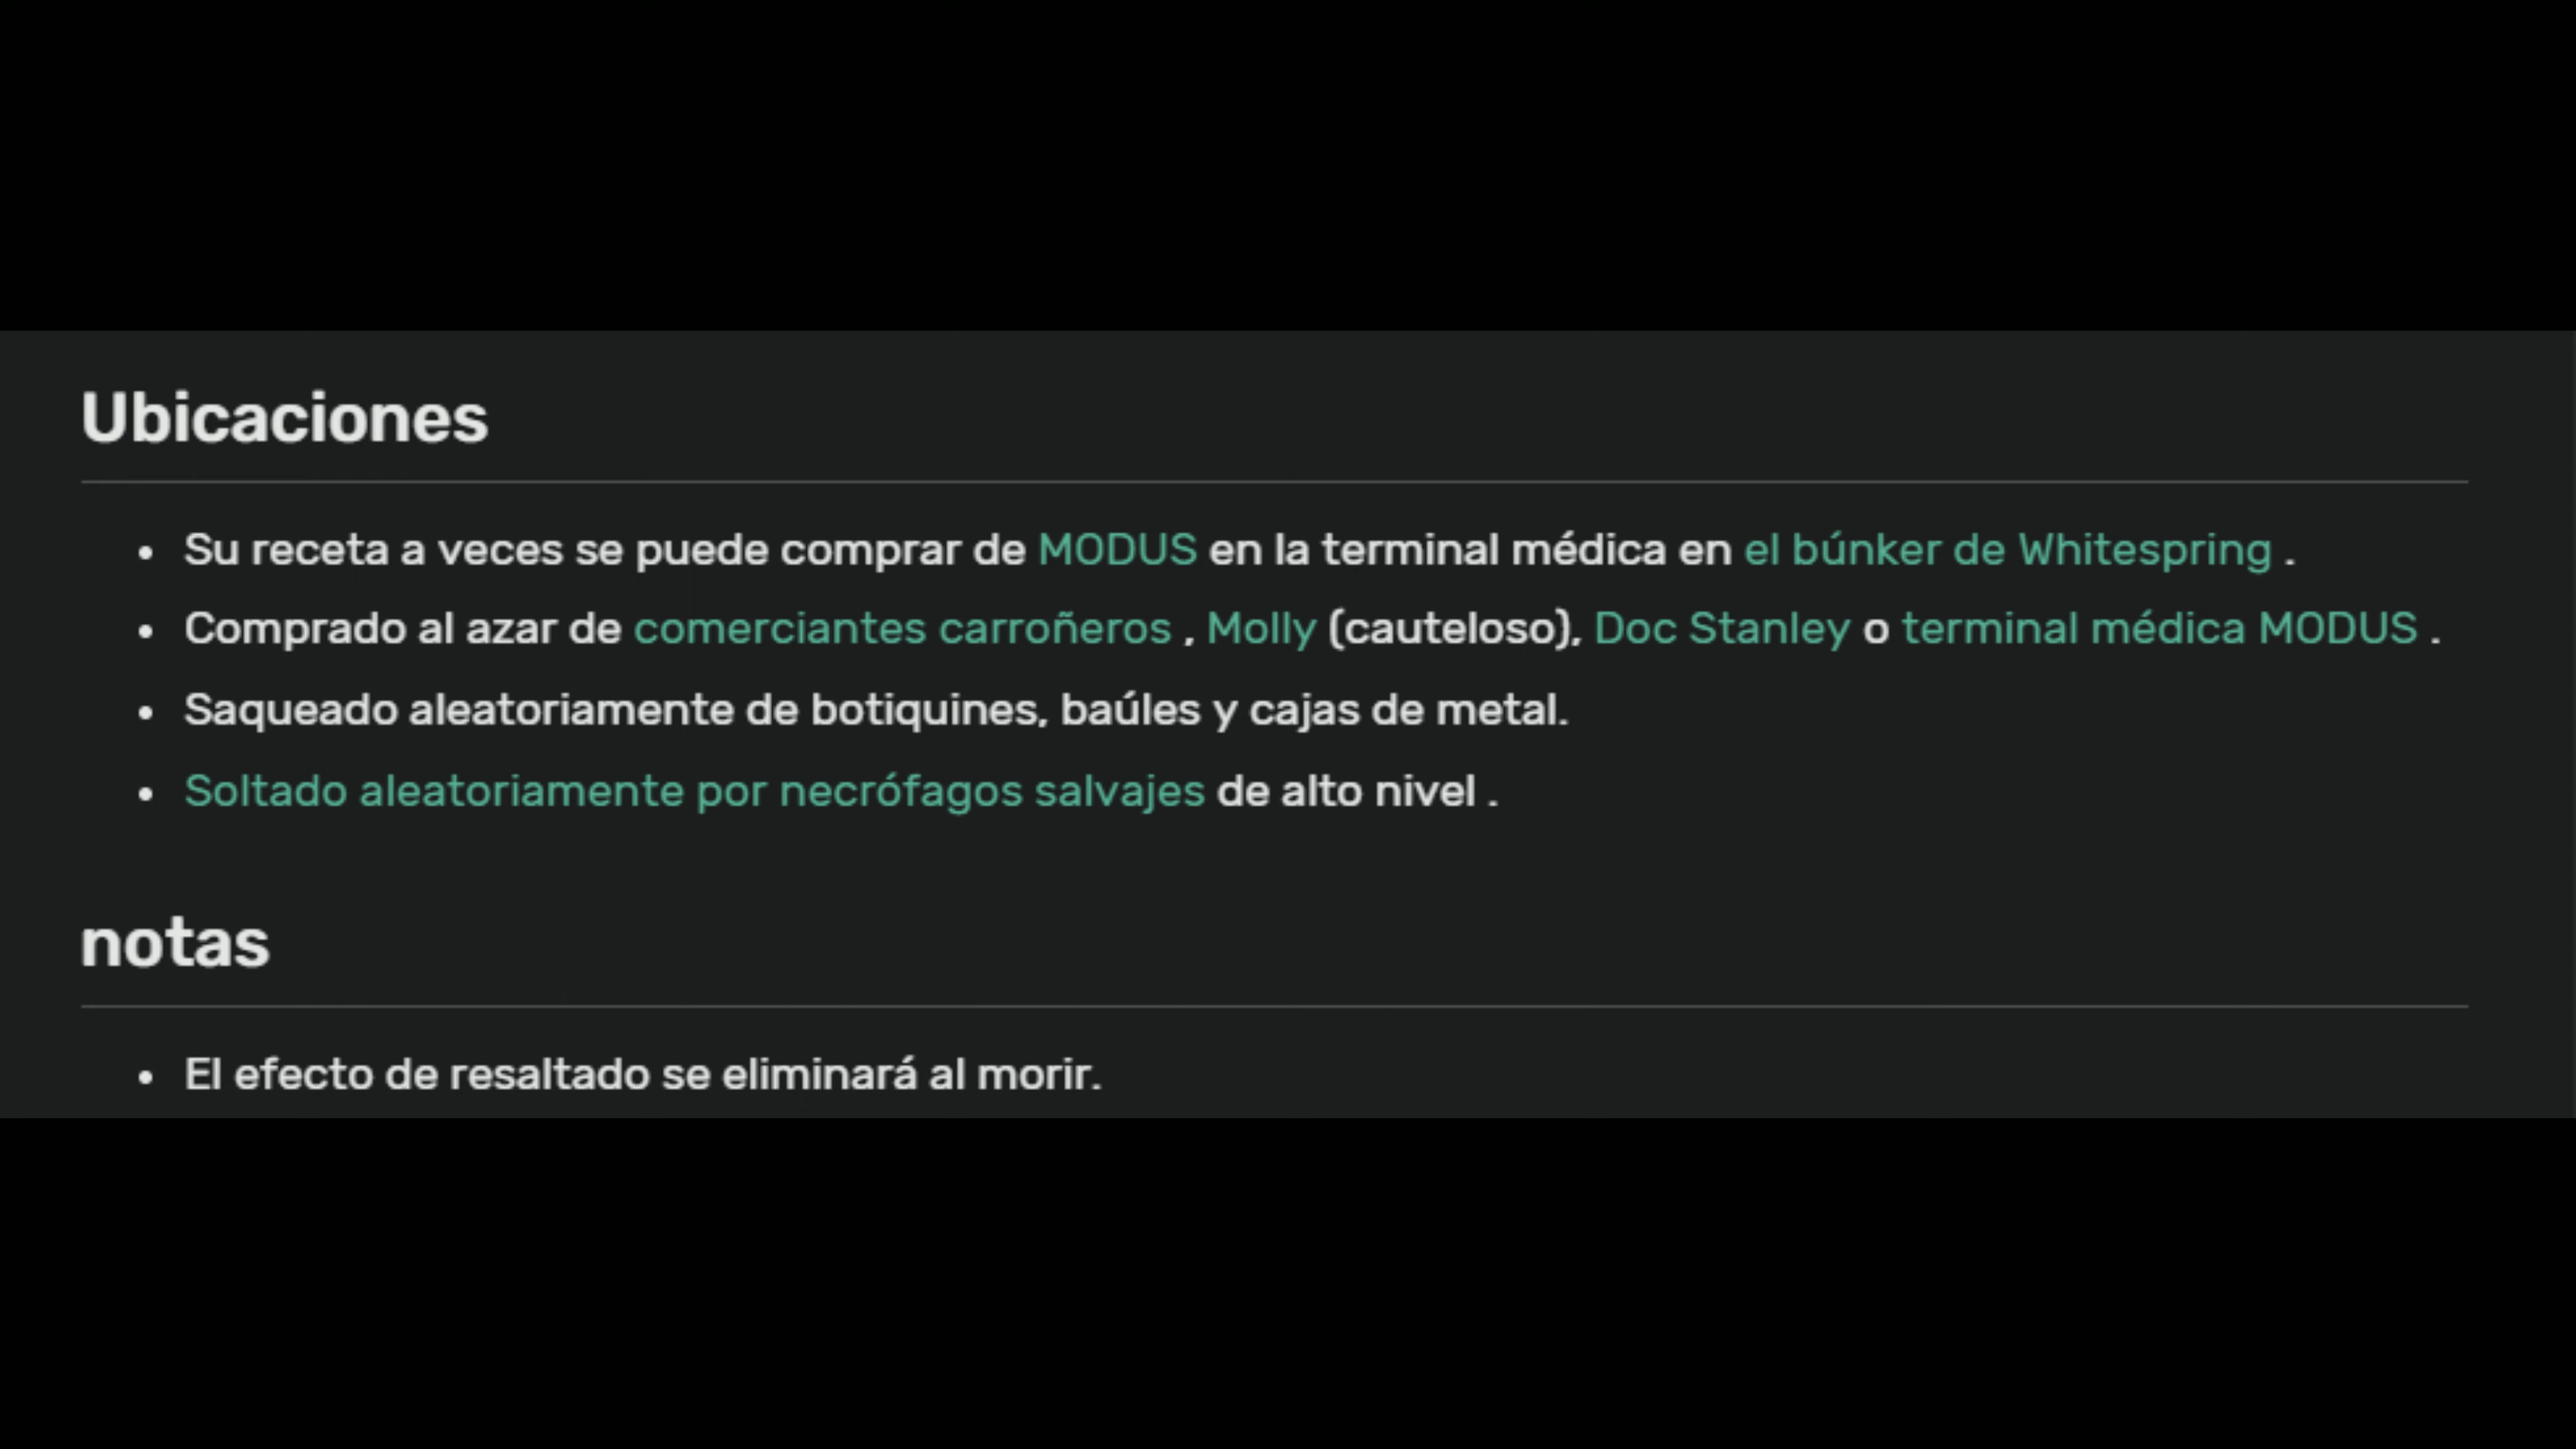 Ubicaciones
• Su receta a veces se puede comprar de MODUS en la terminal médica en el búnker de Whitespring .
• Comprado al azar de comerciantes carroñeros , Molly (cauteloso), Doc Stanley o terminal médica MODUS .
• Saqueado aleatoriamente de botiquines, baúles y cajas de metal.
• Soltado aleatoriamente por necrófagos salvajes de alto nivel .
notas
• El efecto de resaltado se eliminará al morir.